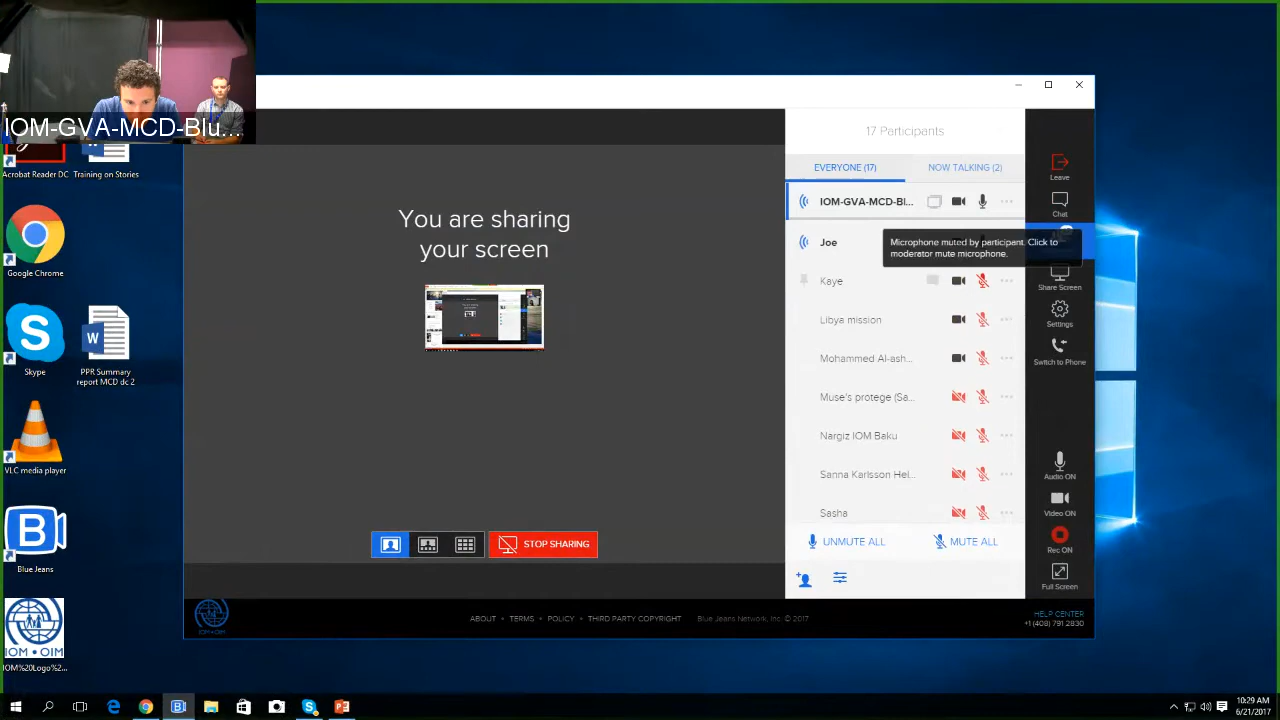 IOM-GVA-MCD-Blu...
Acrobat Reader DC
Training on Stories
Google Chrome
Skype
PPR Summary
report MCD dc 2
VLC media player
B
Blue Jeans
IOM • OIM
IOM%20Logo%2...
You are sharing
your screen
STOP SHARING
17 Participants
EVERYONE (17)
NOW TALKING (2)
IOM-GVA-MCD-Bl...
Joe
Microphone muted by participant. Click to
moderator mute microphone.
Kaye
Libya mission
Mohammed Al-ash...
Muse's protege (Sa...
Nargiz IOM Baku
Sanna Karlsson Hel...
Sasha
UNMUTE ALL
MUTE ALL
Leave
Chat
Share Screen
Settings
Switch to Phone
Audio ON
Video ON
Rec ON
Full Screen
IOM•OIM
ABOUT • TERMS • POLICY • THIRD PARTY COPYRIGHT
Blue Jeans Network, Inc. © 2017
HELP CENTER
+1 (408) 791 2830
10:29 AM
6/21/2017